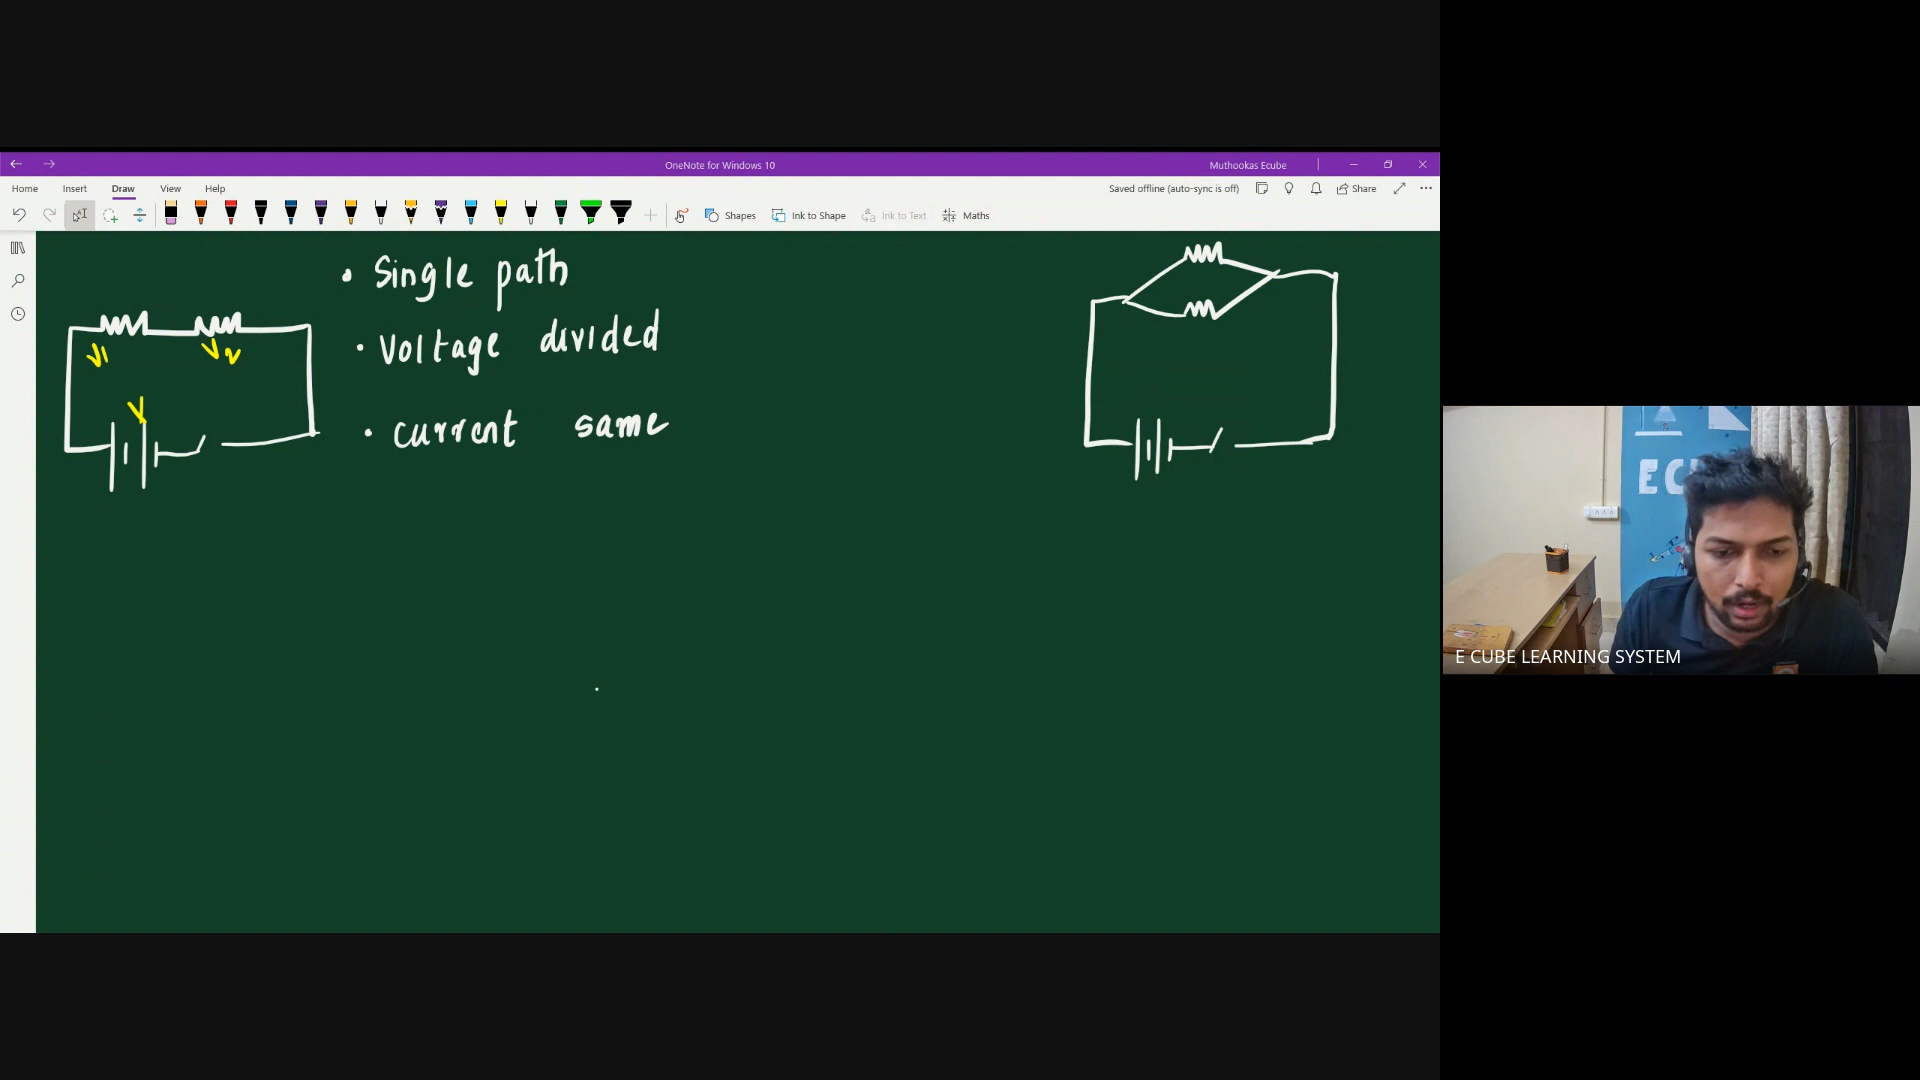 OneNote for Windows 10
Muthookas Ecube
Home Insert Draw View Help
Saved offline (auto-sync is off) Share
Shapes Ink to Shape Ink to Text Maths
• Single path
• Voltage divided
• current same
V1 V2
V
EC
E CUBE LEARNING SYSTEM